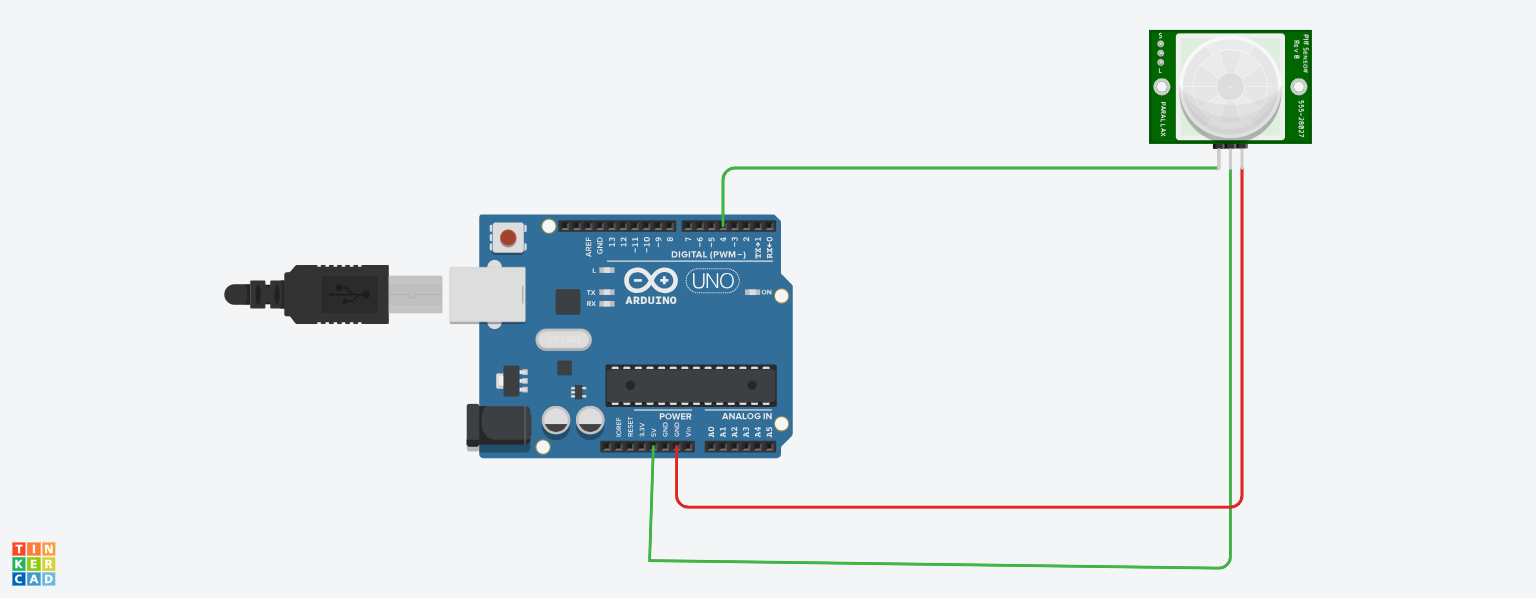 S
L
PARALLAX
PIR Sensor
Rev B
555-28027
AREF
GND
13
12
~11
~10
~9
8
7
~6
~5
4
~3
2
TX→1
RX←0
DIGITAL (PWM~)
L
TX
RX
ARDUINO
UNO
ON
POWER
ANALOG IN
IOREF
RESET
3.3V
5V
GND
GND
Vin
A0
A1
A2
A3
A4
A5
TIN
KER
CAD